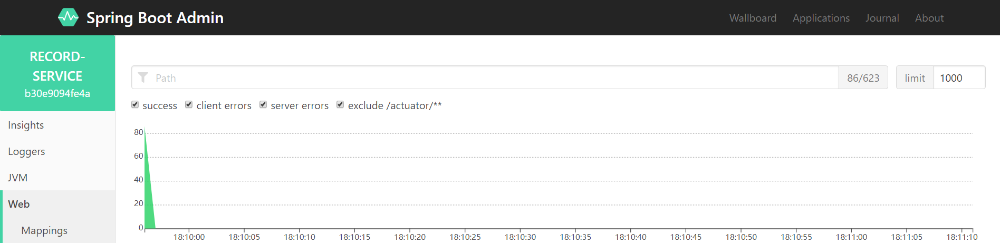 Spring Boot Admin
Wallboard Applications Journal About
RECORD-
SERVICE
b30e9094fe4a
Path 86/623 limit 1000
success client errors server errors exclude /actuator/**
Insights
Loggers
JVM
Web
Mappings
80
60
40
20
0
18:10:00 18:10:05 18:10:10 18:10:15 18:10:20 18:10:25 18:10:30 18:10:35 18:10:40 18:10:45 18:10:50 18:10:55 18:11:00 18:11:05 18:11:10